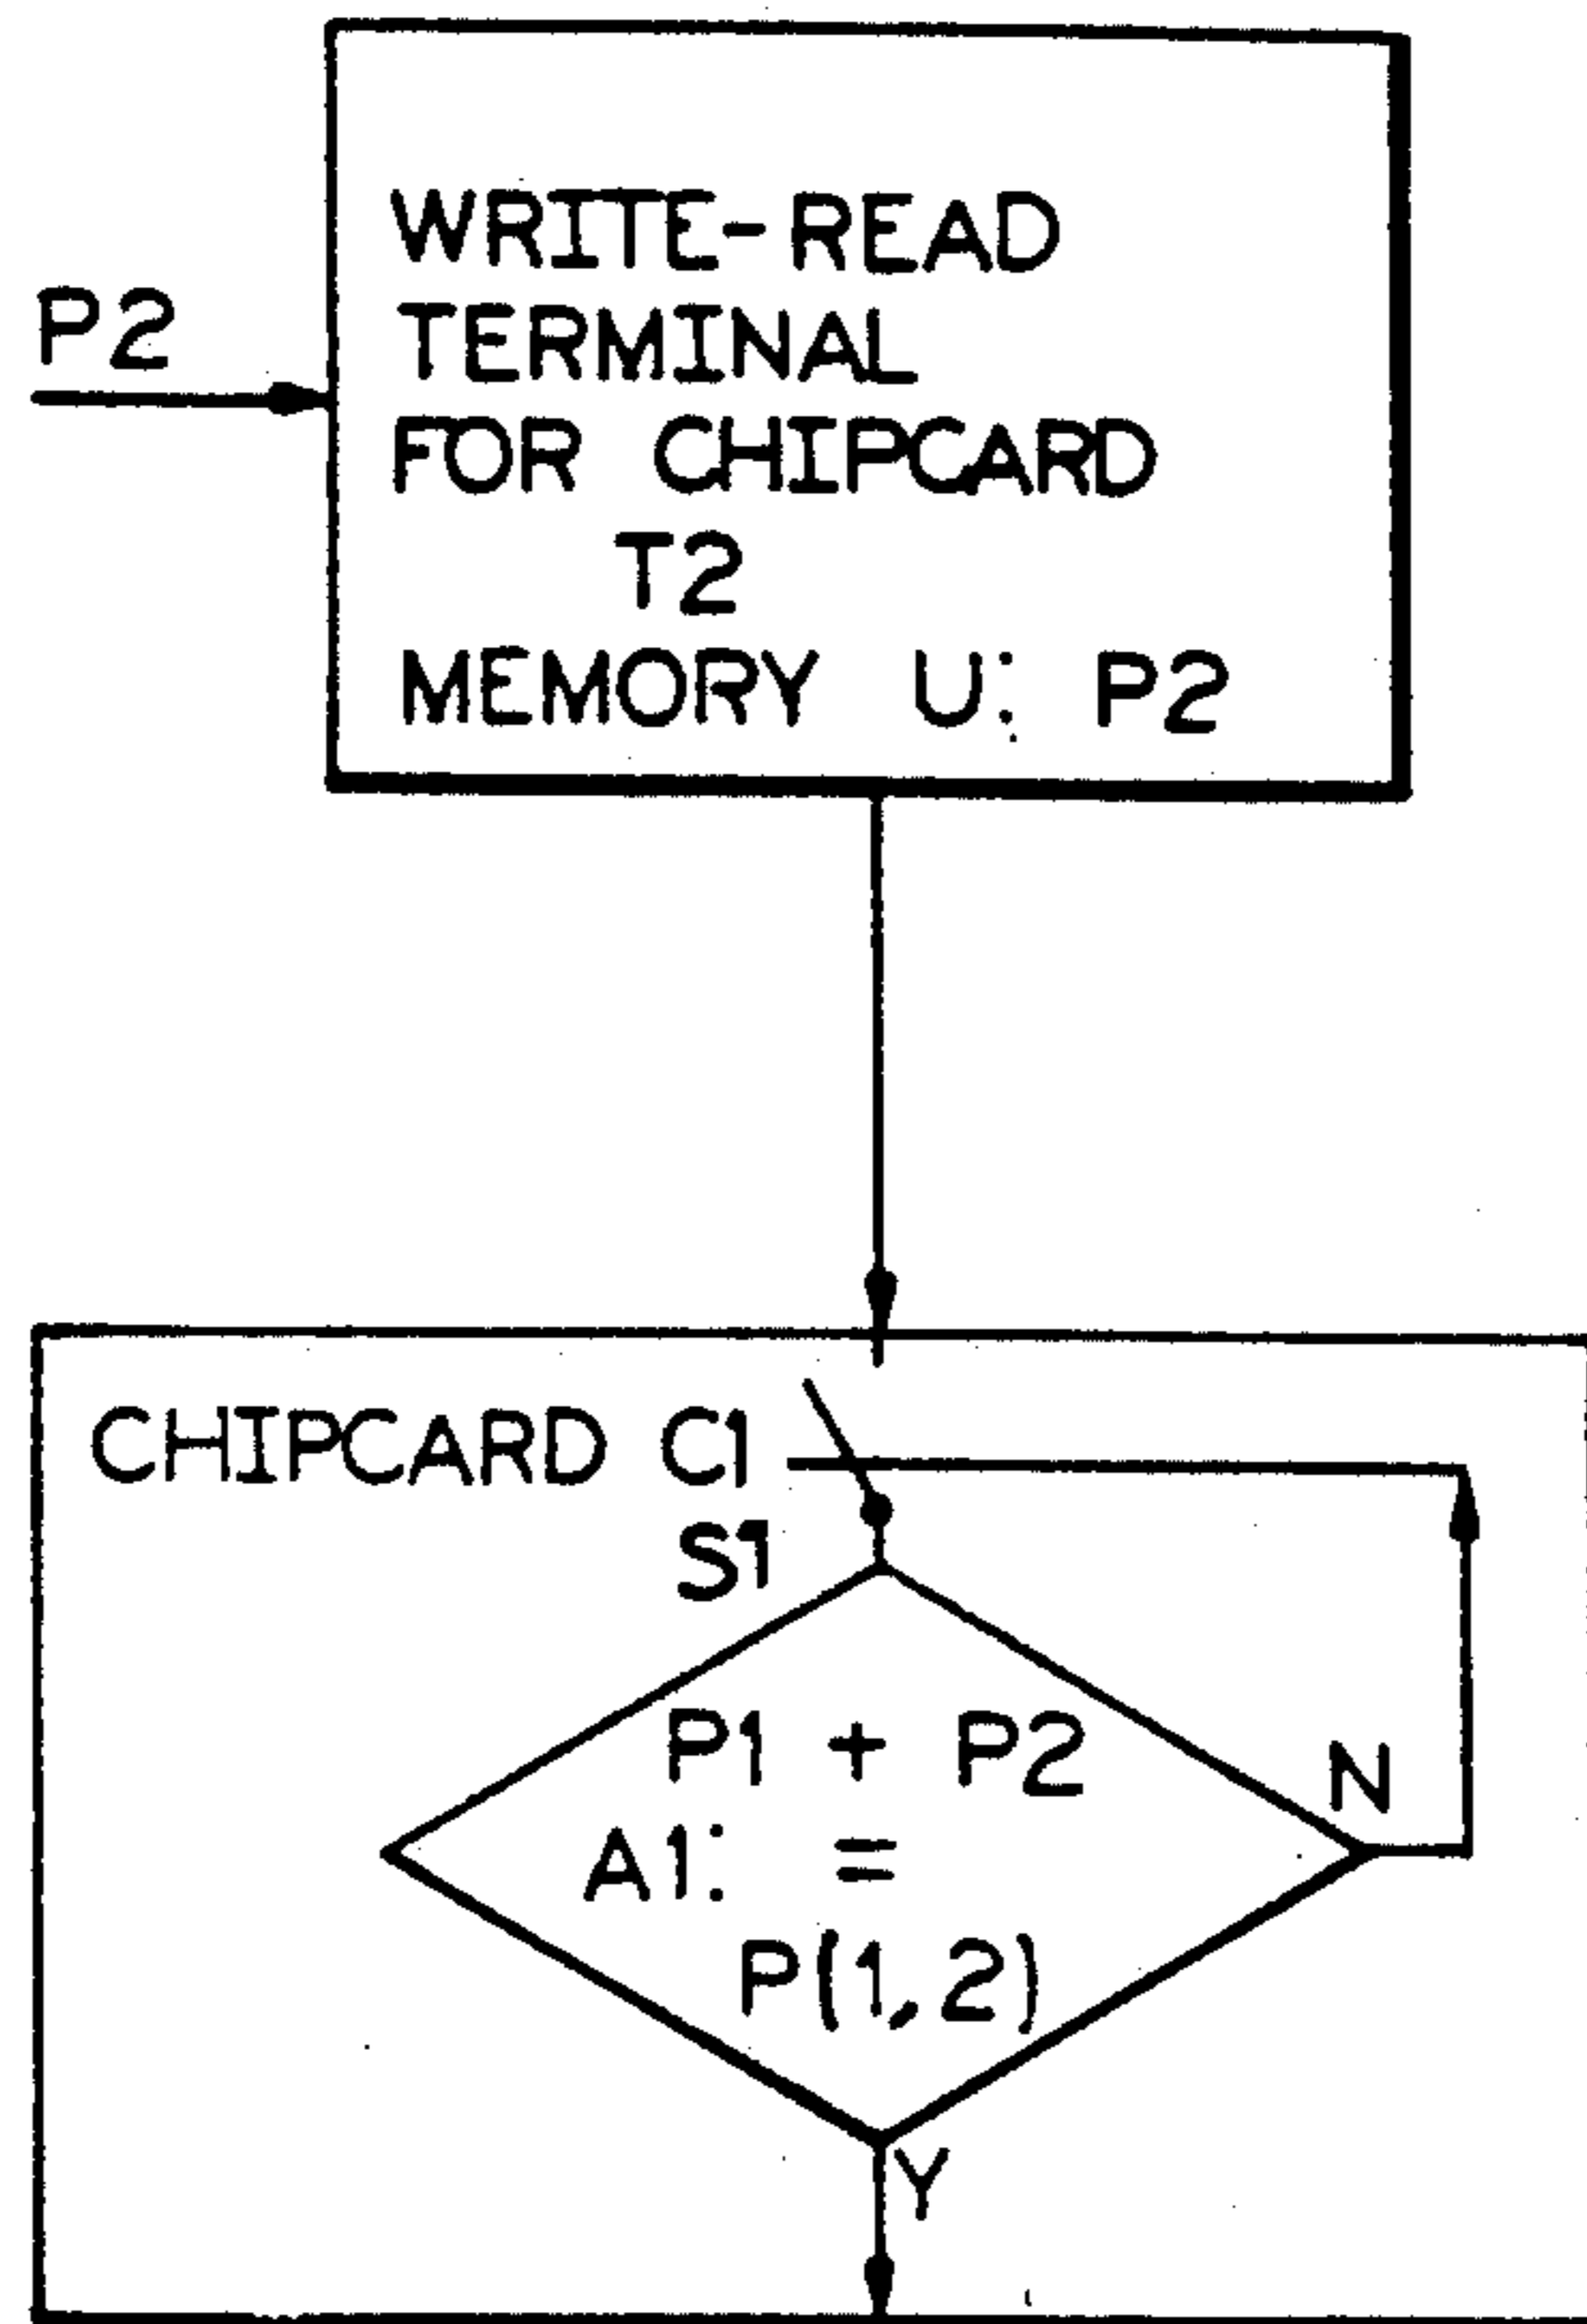 WRITE-READ
TERMINAL
P2
FOR CHIPCARD
T2
MEMORY U: P2
CHIPCARD C1
S1
P1 + P2
N
A1: =
P(1,2)
Y